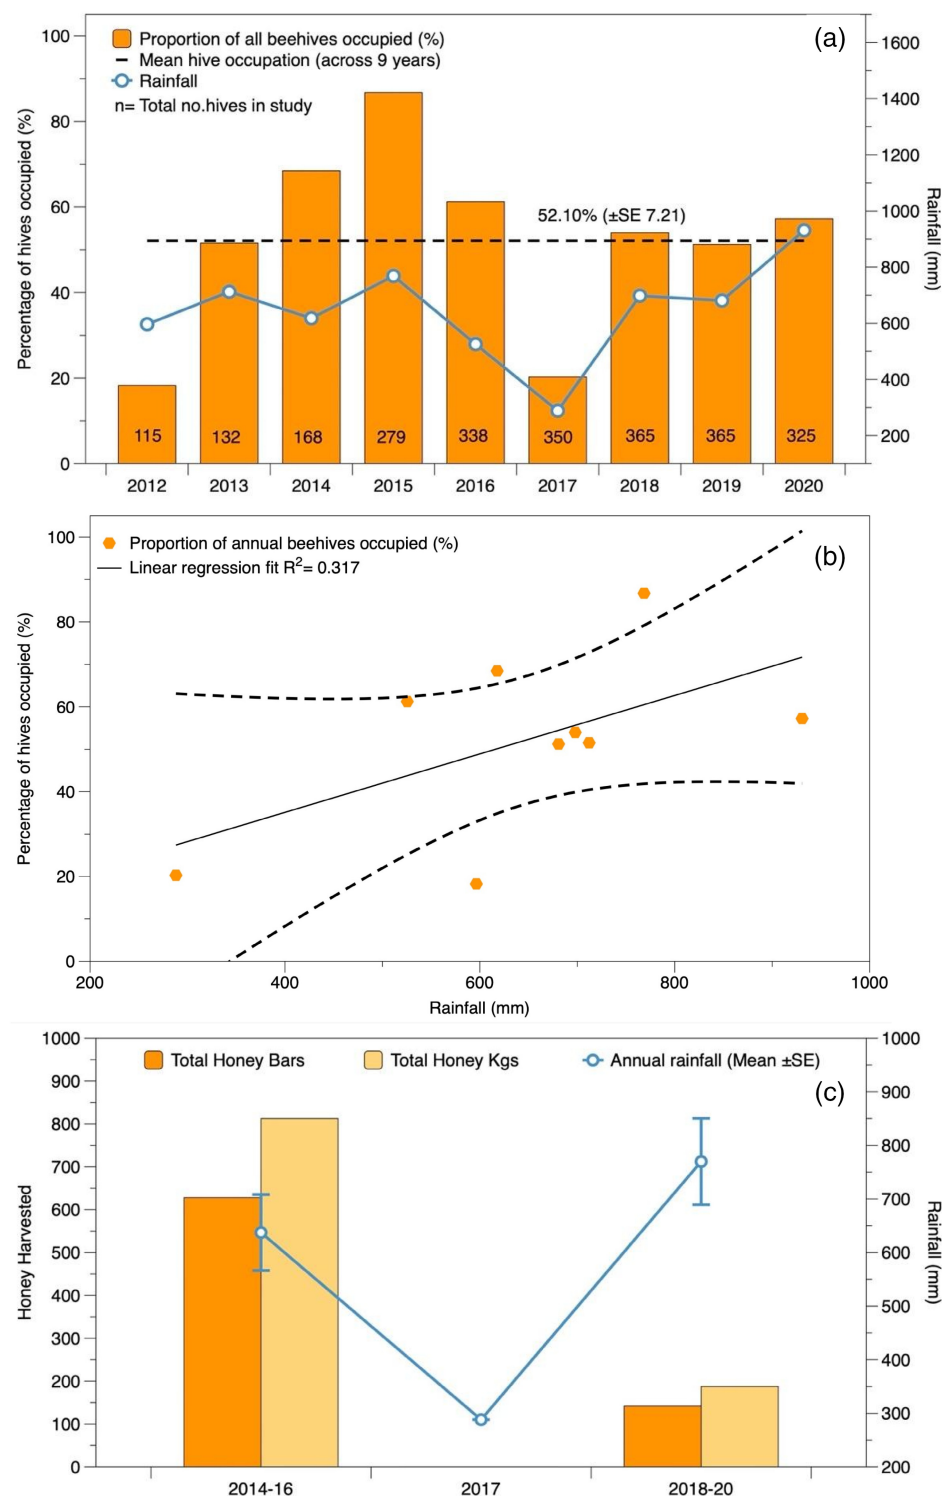 (a)
Proportion of all beehives occupied (%)
Mean hive occupation (across 9 years)
Rainfall
n= Total no.hives in study
52.10% (±SE 7.21)
Percentage of hives occupied (%)
100
80
60
40
20
0
Rainfall (mm)
1600
1400
1200
1000
800
600
400
200
115 132 168 279 338 350 365 365 325
2012 2013 2014 2015 2016 2017 2018 2019 2020
(b)
Proportion of annual beehives occupied (%)
Linear regression fit R²= 0.317
Percentage of hives occupied (%)
100
80
60
40
20
0
200 400 600 800 1000
Rainfall (mm)
Total Honey Bars Total Honey Kgs Annual rainfall (Mean ±SE)
(c)
Honey Harvested
1000
900
800
700
600
500
400
300
200
100
0
Rainfall (mm)
1000
900
800
700
600
500
400
300
200
2014-16 2017 2018-20